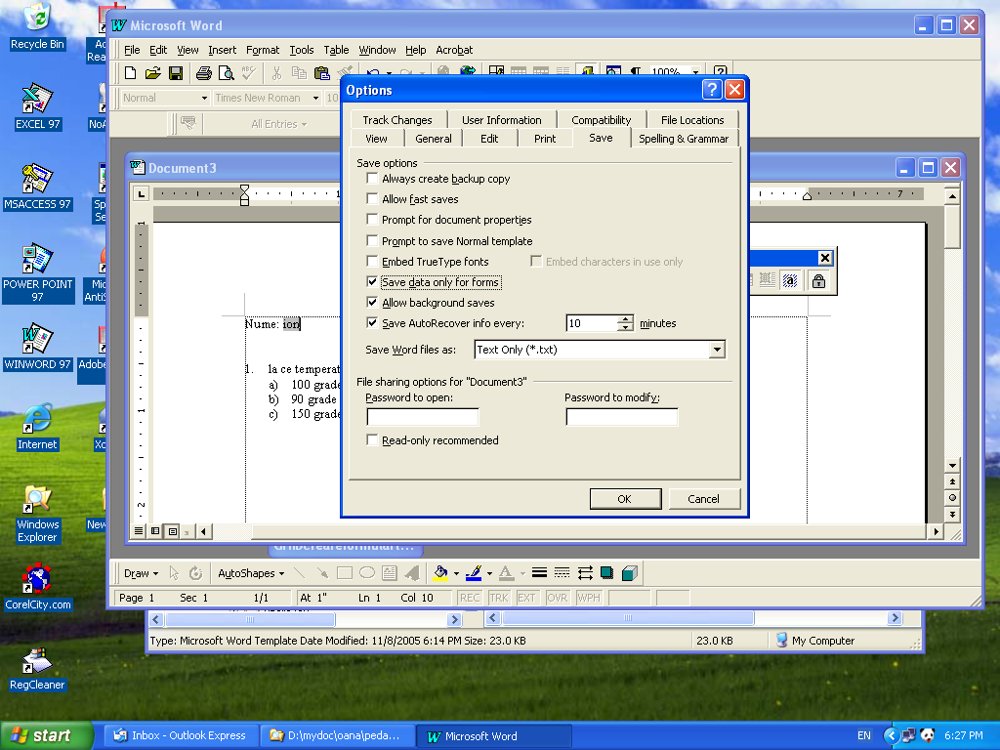 Recycle Bin
EXCEL 97
MSACCESS 97
POWER POINT
97
WINWORD 97
Internet
Windows
Explorer
CorelCity.com
RegCleaner
Microsoft Word
File Edit View Insert Format Tools Table Window Help Acrobat
100%
Normal Times New Roman 10
All Entries
Document3
7
Nume: ion
1. la ce temperat
a) 100 grade
b) 90 grade
c) 150 grade
Options
Track Changes User Information Compatibility File Locations
View General Edit Print Save Spelling & Grammar
Save options
Always create backup copy
Allow fast saves
Prompt for document properties
Prompt to save Normal template
Embed TrueType fonts Embed characters in use only
Save data only for forms
Allow background saves
Save AutoRecover info every: 10 minutes
Save Word files as: Text Only (*.txt)
File sharing options for "Document3"
Password to open: Password to modify:
Read-only recommended
OK Cancel
Draw AutoShapes
Page 1 Sec 1 1/1 At 1" Ln 1 Col 10 REC TRK EXT OVR WPH
Type: Microsoft Word Template Date Modified: 11/8/2005 6:14 PM Size: 23.0 KB 23.0 KB My Computer
start Inbox - Outlook Express D:\mydoc\oana\peda... Microsoft Word EN 6:27 PM